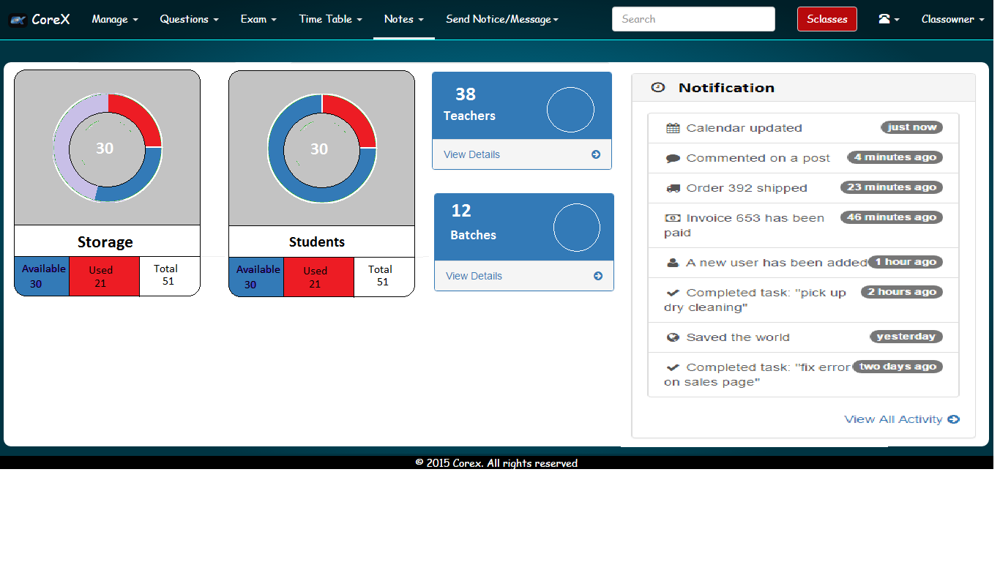 CoreX Manage Questions Exam Time Table Notes Send Notice/Message Search Sclasses Classowner
30
Storage
Available
30
Used
21
Total
51
30
Students
Available
30
Used
21
Total
51
38
Teachers
View Details
12
Batches
View Details
Notification
Calendar updated just now
Commented on a post 4 minutes ago
Order 392 shipped 23 minutes ago
Invoice 653 has been 46 minutes ago
paid
A new user has been added 1 hour ago
Completed task: "pick up 2 hours ago
dry cleaning"
Saved the world yesterday
Completed task: "fix error two days ago
on sales page"
View All Activity
© 2015 Corex. All rights reserved